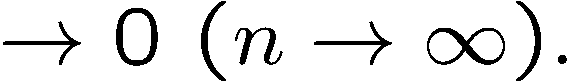 → 0 (n → ∞).